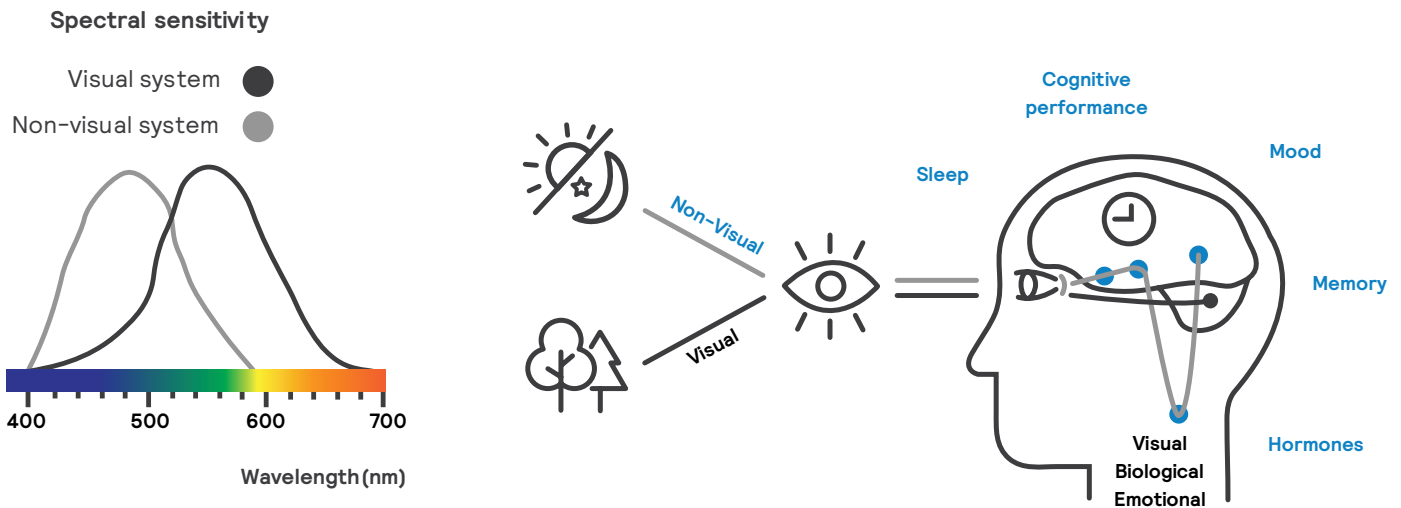 Spectral sensitivity
Visual system
Non-visual system
400 500 600 700
Wavelength (nm)
Non-Visual
Visual
Cognitive
performance
Sleep
Mood
Memory
Hormones
Visual
Biological
Emotional